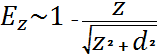 E_z ~ 1 - z / √(z² + d²)